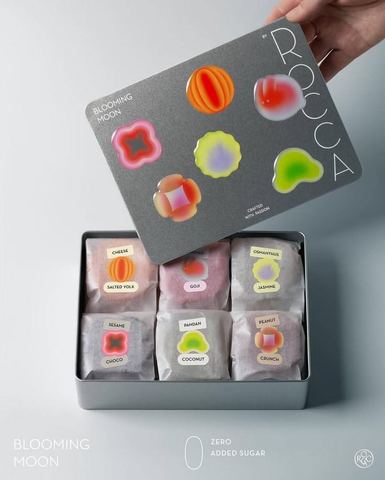 BY
ROCCA
BLOOMING
MOON
CRAFTED
WITH PASSION
CHEESE
SALTED YOLK
GOJI
OSMANTHUS
JASMINE
SESAME
CHOCO
PANDAN
COCONUT
PEANUT
CRUNCH
BLOOMING
MOON
0
ZERO
ADDED SUGAR